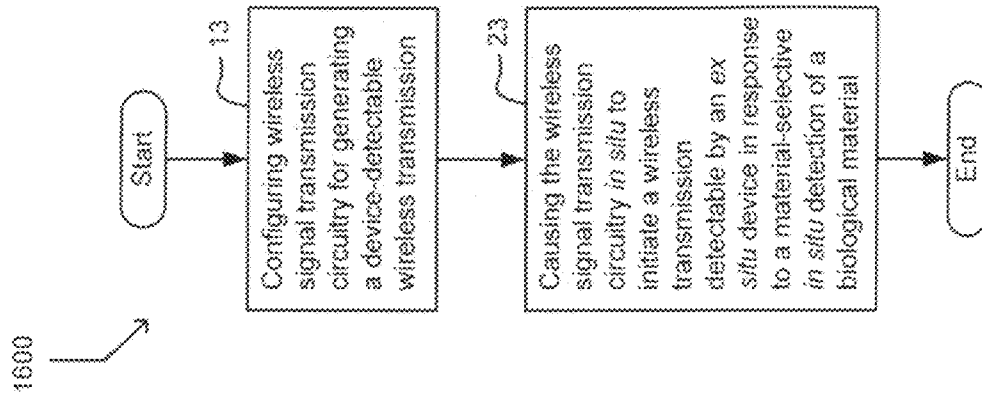 1600
Start
13
Configuring wireless
signal transmission
circuitry for generating
a device-detectable
wireless transmission
23
Causing the wireless
signal transmission
circuitry in situ to
initiate a wireless
transmission
detectable by an ex
situ device in response
to a material-selective
in situ detection of a
biological material
End